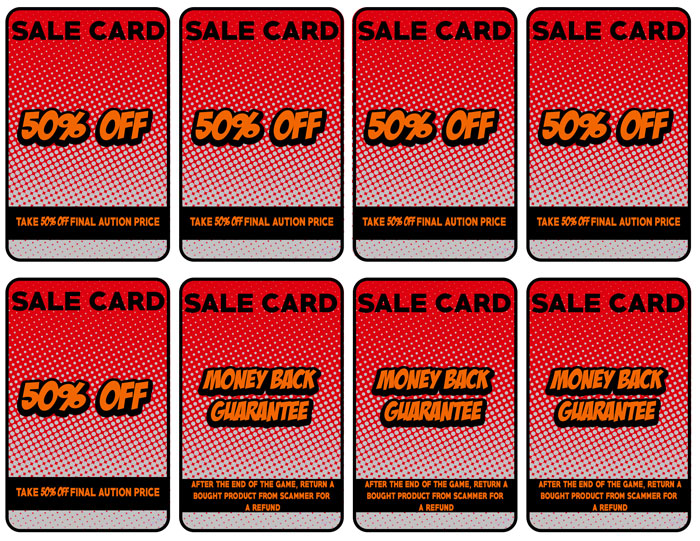 SALE CARD SALE CARD SALE CARD SALE CARD
50% OFF 50% OFF 50% OFF 50% OFF
TAKE 50% OFF FINAL AUTION PRICE TAKE 50% OFF FINAL AUTION PRICE TAKE 50% OFF FINAL AUTION PRICE TAKE 50% OFF FINAL AUTION PRICE
SALE CARD
50% OFF
TAKE 50% OFF FINAL AUTION PRICE
SALE CARD
MONEY BACK
GUARANTEE
AFTER THE END OF THE GAME, RETURN A
BOUGHT PRODUCT FROM SCAMMER FOR
A REFUND
SALE CARD
MONEY BACK
GUARANTEE
AFTER THE END OF THE GAME, RETURN A
BOUGHT PRODUCT FROM SCAMMER FOR
A REFUND
SALE CARD
MONEY BACK
GUARANTEE
AFTER THE END OF THE GAME, RETURN A
BOUGHT PRODUCT FROM SCAMMER FOR
A REFUND